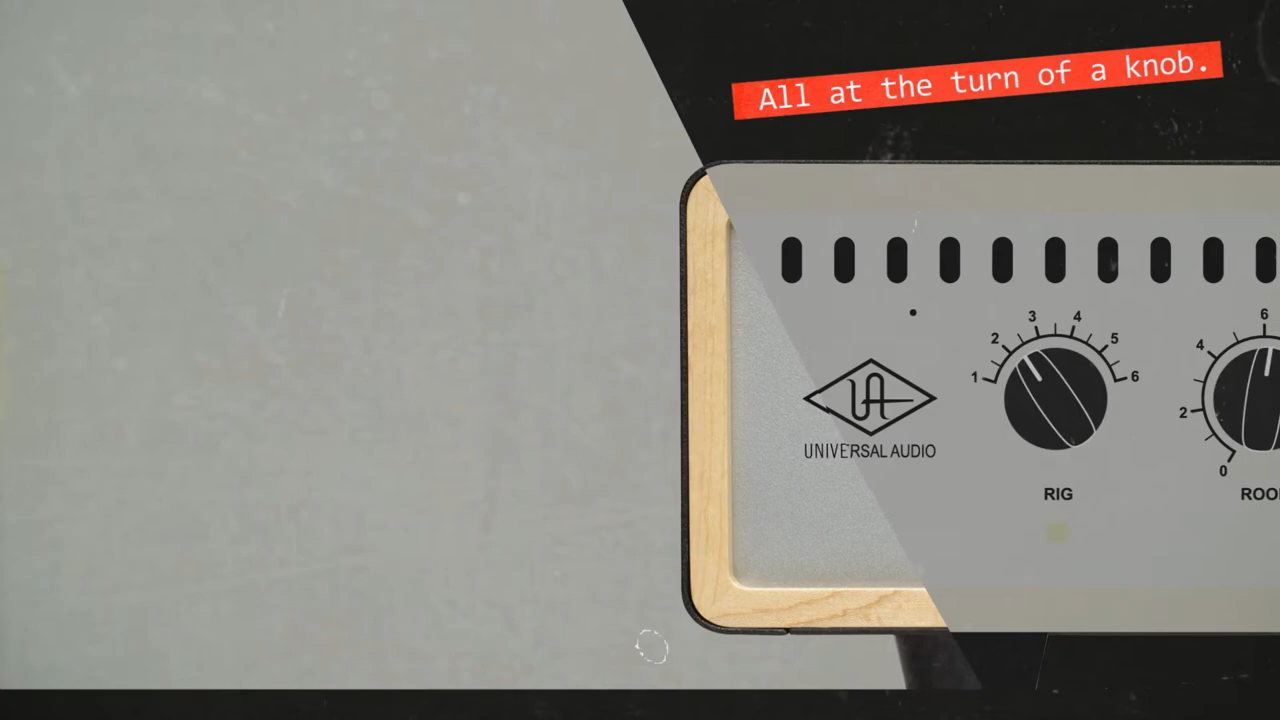 All at the turn of a knob.
1 2 3 4 5 6
0 2 4 6
UA
UNIVERSAL AUDIO
RIG